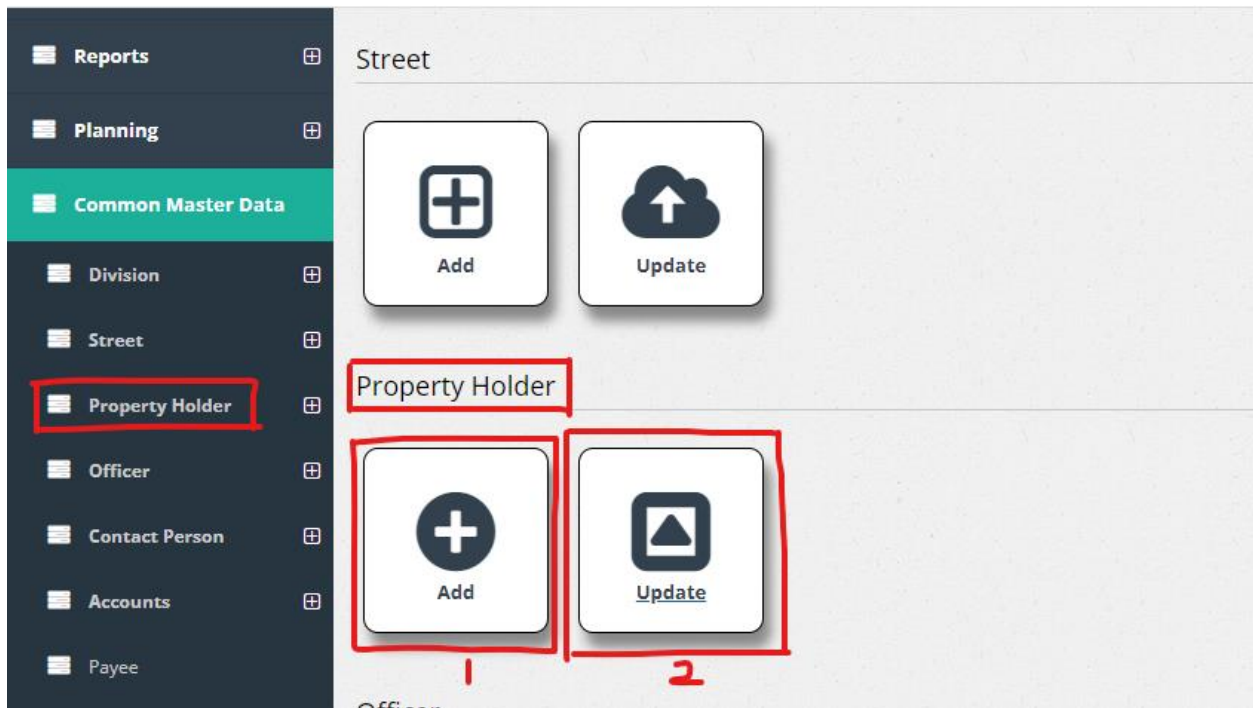 Reports
Planning
Common Master Data
Division
Street
Property Holder
Officer
Contact Person
Accounts
Payee
Street
Add
Update
Property Holder
Add
Update
1
2
Officer